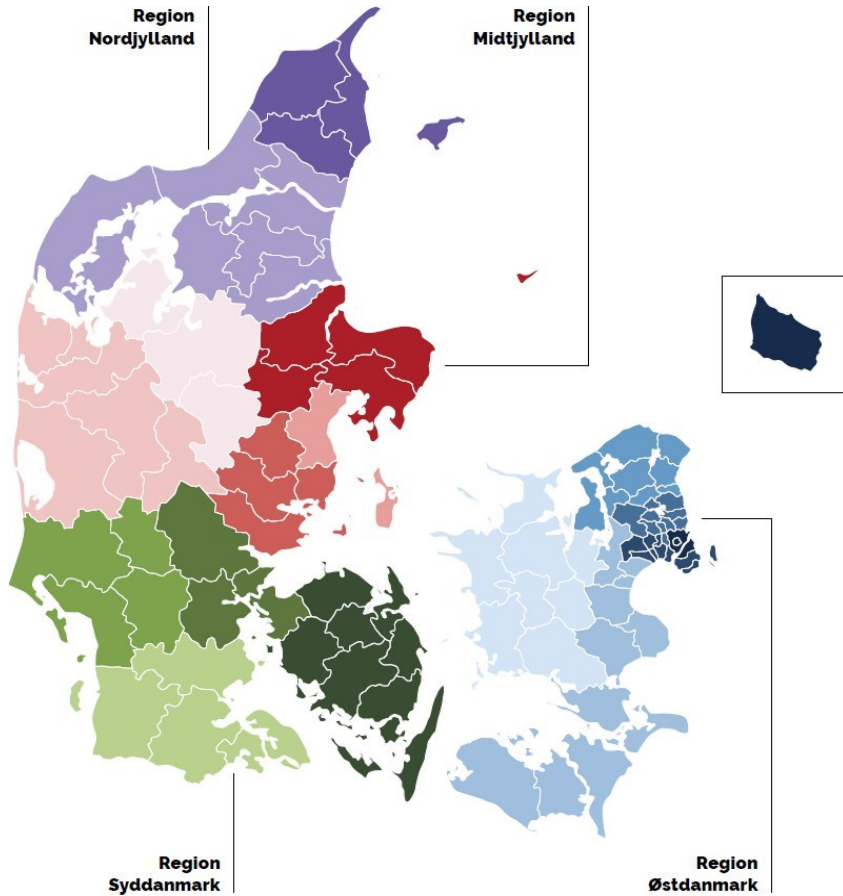 Region
Nordjylland
Region
Midtjylland
Region
Syddanmark
Region
Østdanmark